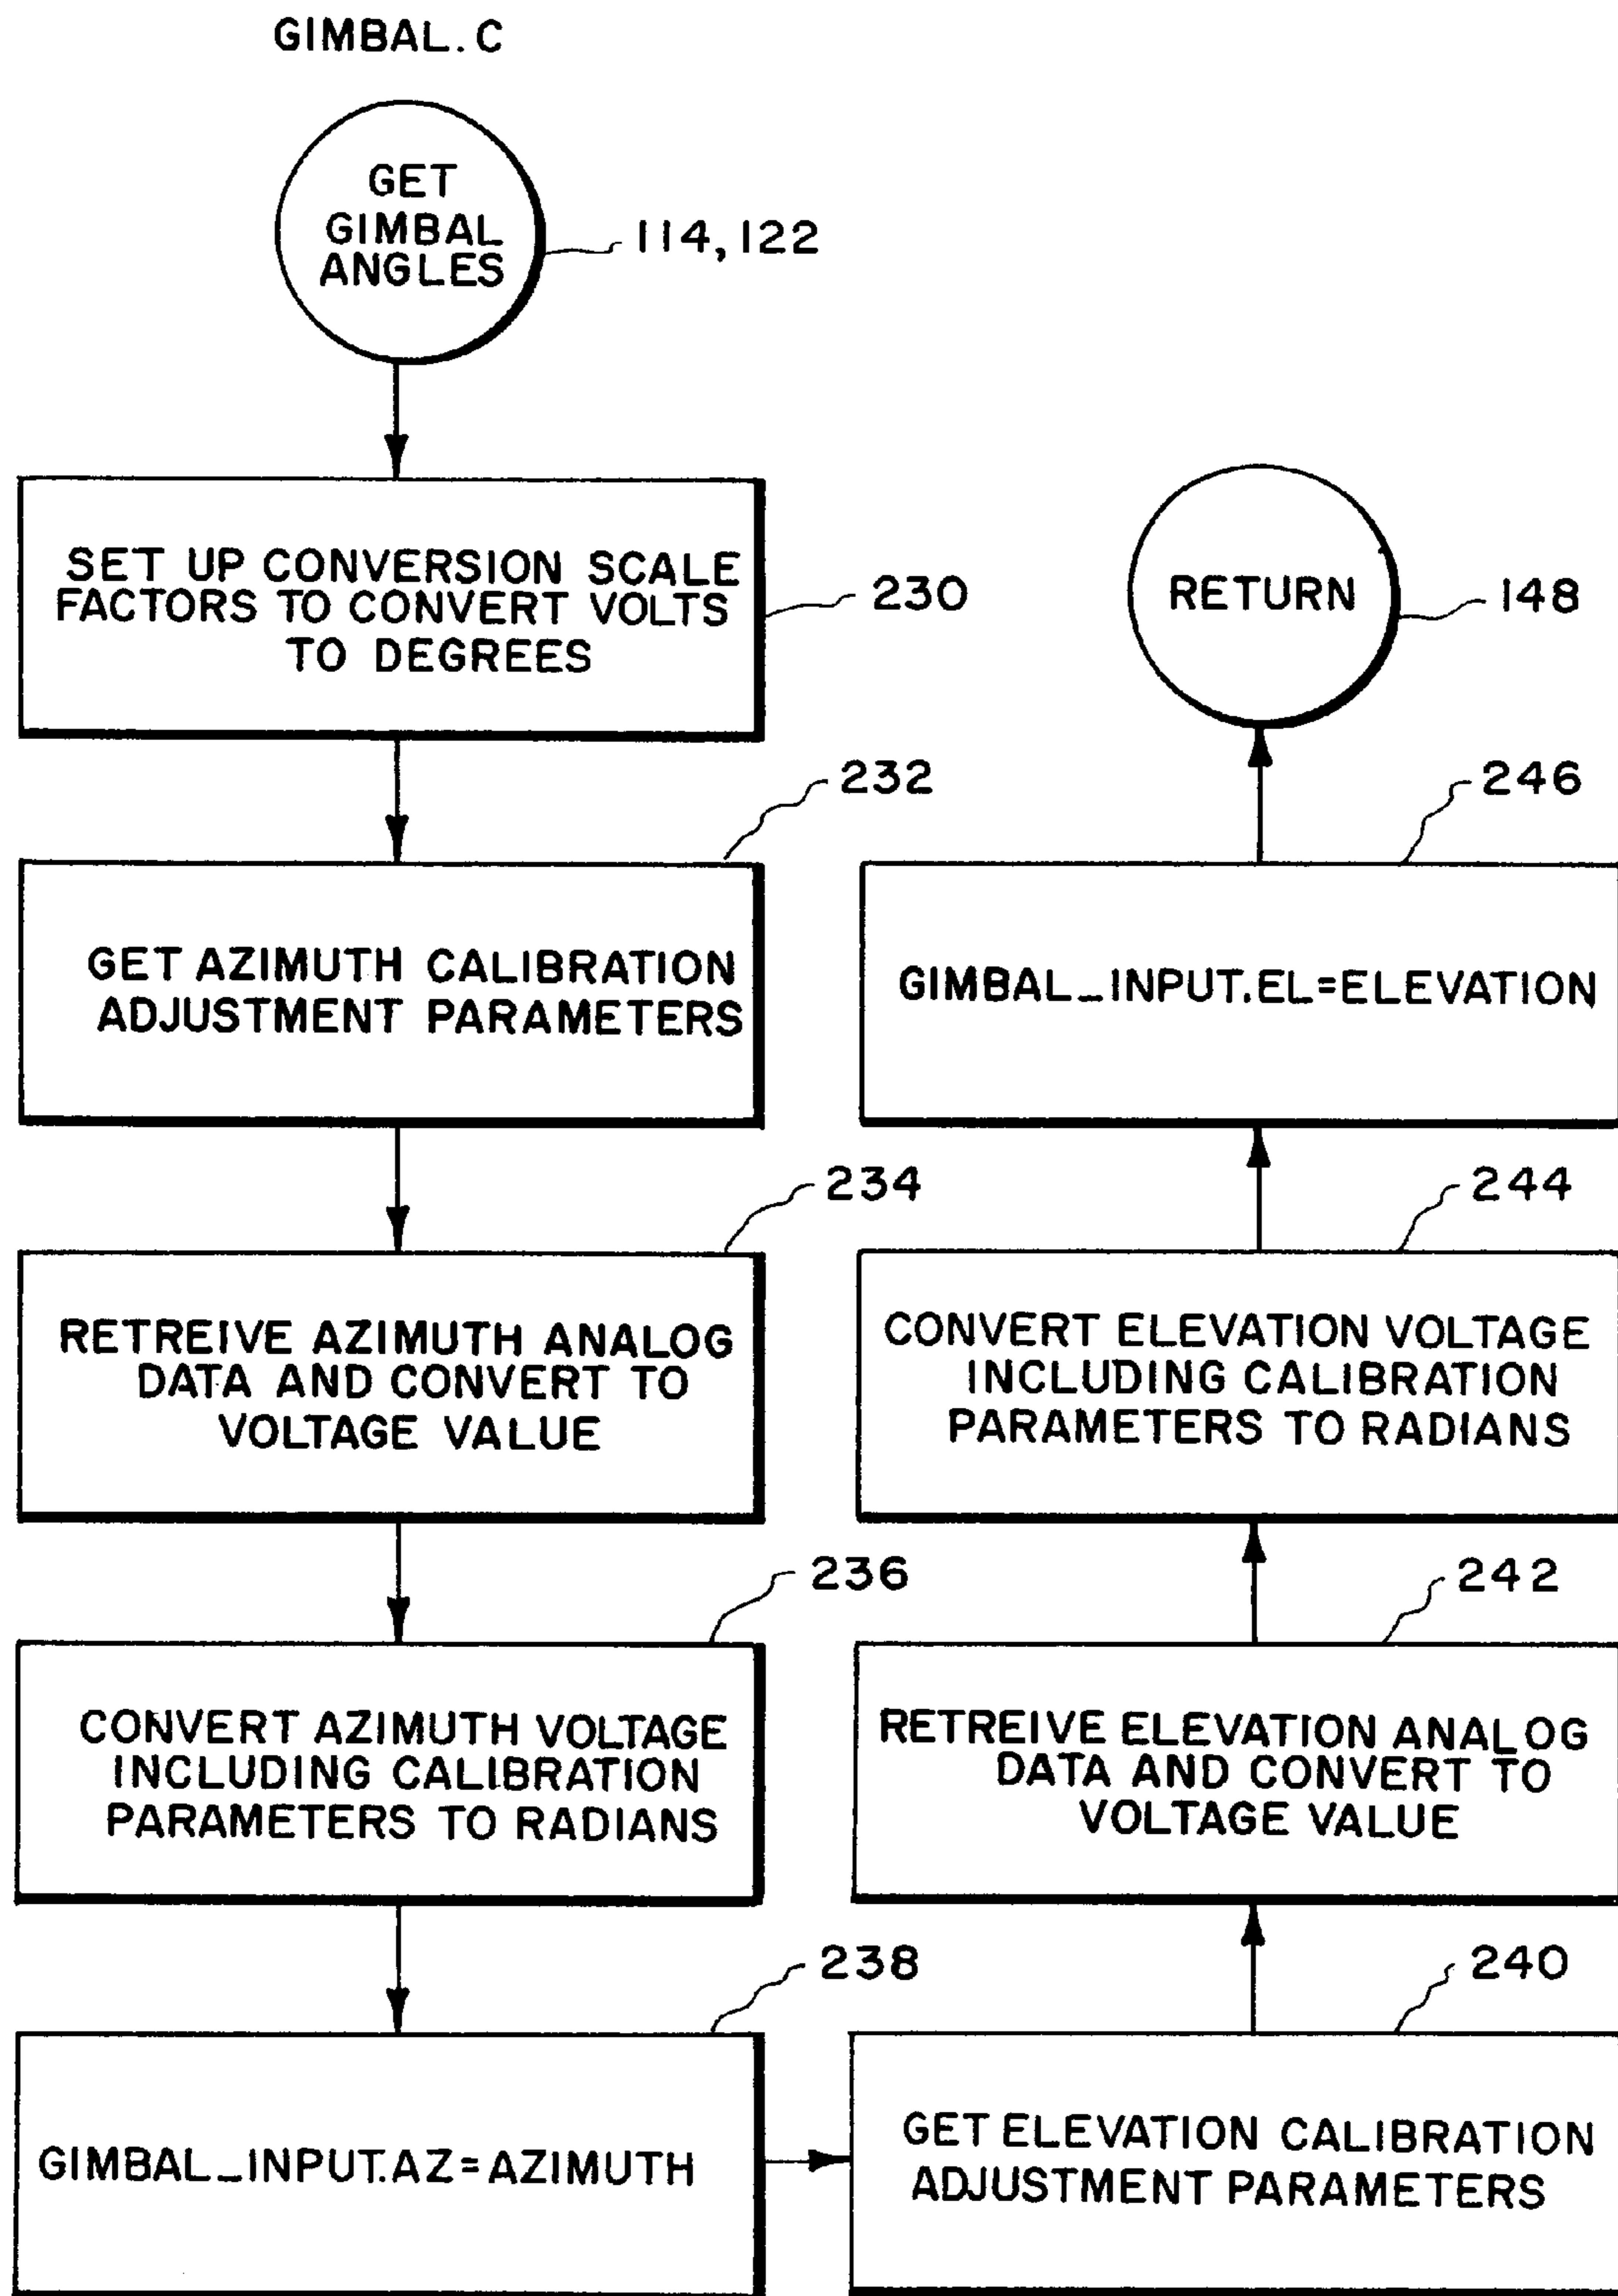 GIMBAL.C
GET
GIMBAL
ANGLES
114, 122
SET UP CONVERSION SCALE
FACTORS TO CONVERT VOLTS
TO DEGREES
230
232
GET AZIMUTH CALIBRATION
ADJUSTMENT PARAMETERS
234
RETREIVE AZIMUTH ANALOG
DATA AND CONVERT TO
VOLTAGE VALUE
236
CONVERT AZIMUTH VOLTAGE
INCLUDING CALIBRATION
PARAMETERS TO RADIANS
238
GIMBAL_INPUT.AZ=AZIMUTH
240
GET ELEVATION CALIBRATION
ADJUSTMENT PARAMETERS
242
RETREIVE ELEVATION ANALOG
DATA AND CONVERT TO
VOLTAGE VALUE
244
CONVERT ELEVATION VOLTAGE
INCLUDING CALIBRATION
PARAMETERS TO RADIANS
246
GIMBAL_INPUT.EL=ELEVATION
RETURN
148